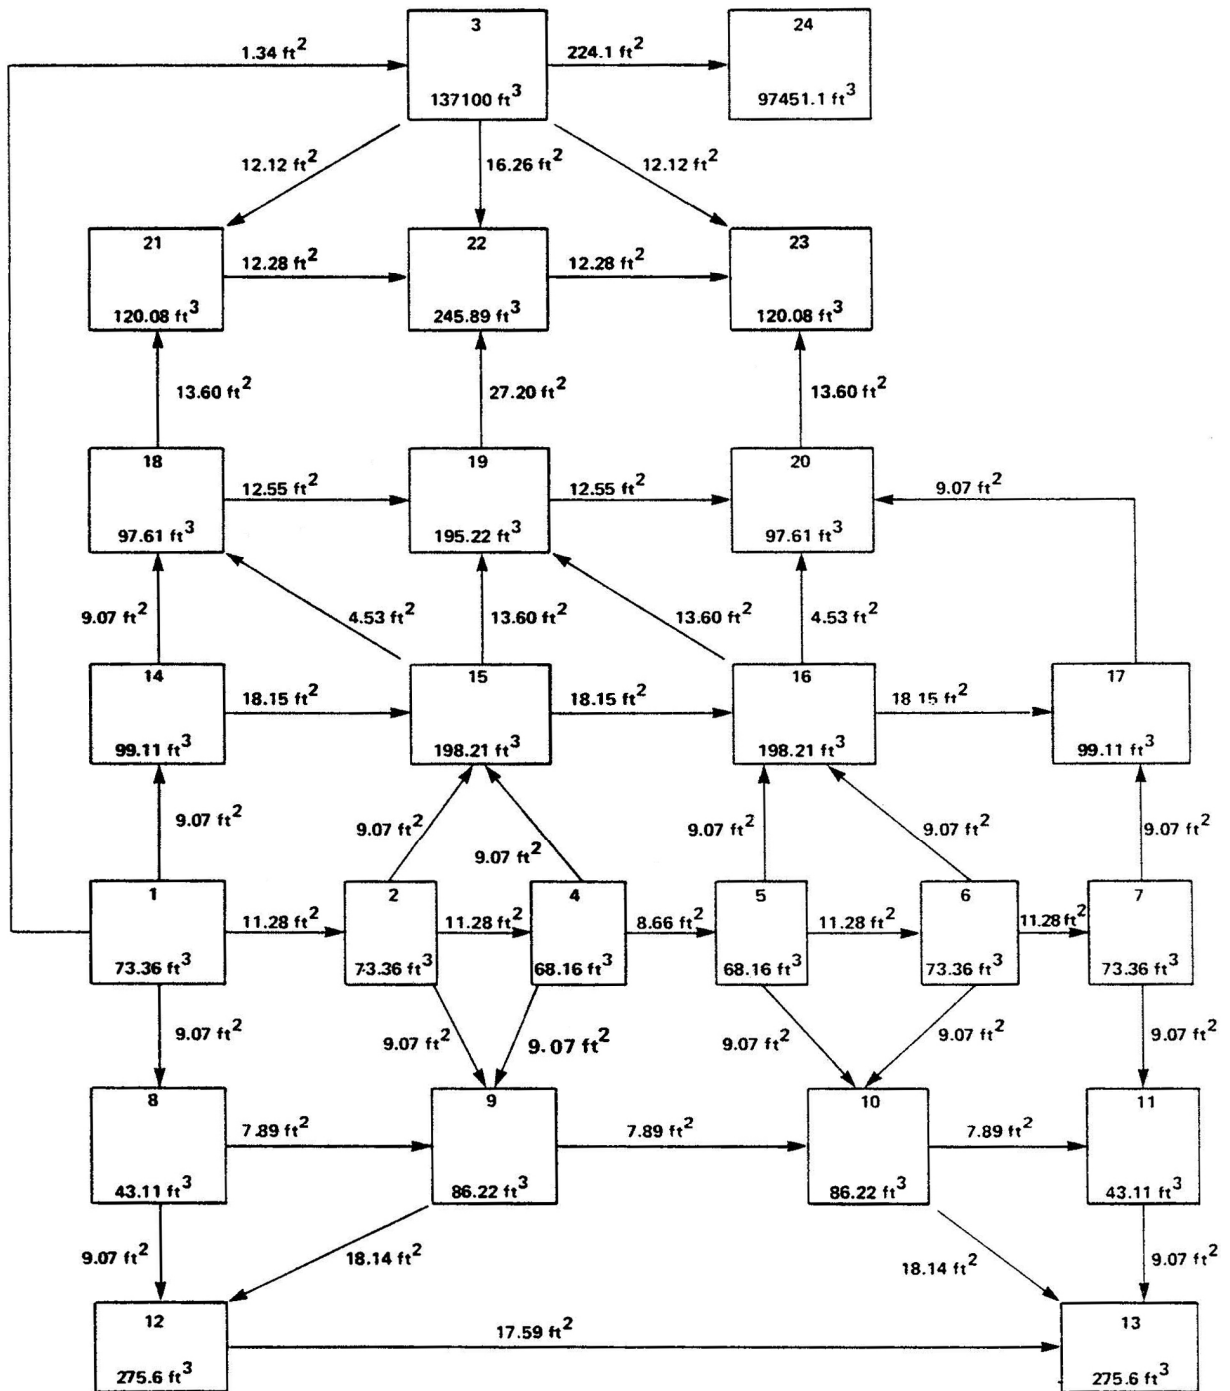 3
24
1.34 ft²
224.1 ft²
137100 ft³
97451.1 ft³
12.12 ft²
16.26 ft²
12.12 ft²
21
22
23
12.28 ft²
12.28 ft²
120.08 ft³
245.89 ft³
120.08 ft³
13.60 ft²
27.20 ft²
13.60 ft²
18
19
20
12.55 ft²
12.55 ft²
9.07 ft²
97.61 ft³
195.22 ft³
97.61 ft³
9.07 ft²
4.53 ft²
13.60 ft²
13.60 ft²
4.53 ft²
14
15
16
17
18.15 ft²
18.15 ft²
18 15 ft²
99.11 ft³
198.21 ft³
198.21 ft³
99.11 ft³
9.07 ft²
9.07 ft²
9.07 ft²
9.07 ft²
9.07 ft²
9.07 ft²
1
2
4
5
6
7
11.28 ft²
11.28 ft²
8.66 ft²
11.28 ft²
11.28 ft²
73.36 ft³
73.36 ft³
68.16 ft³
68.16 ft³
73.36 ft³
73.36 ft³
9.07 ft²
9.07 ft²
9.07 ft²
9.07 ft²
9.07 ft²
9.07 ft²
8
9
10
11
7.89 ft²
7.89 ft²
7.89 ft²
43.11 ft³
86.22 ft³
86.22 ft³
43.11 ft³
9.07 ft²
18.14 ft²
18.14 ft²
9.07 ft²
12
13
17.59 ft²
275.6 ft³
275.6 ft³